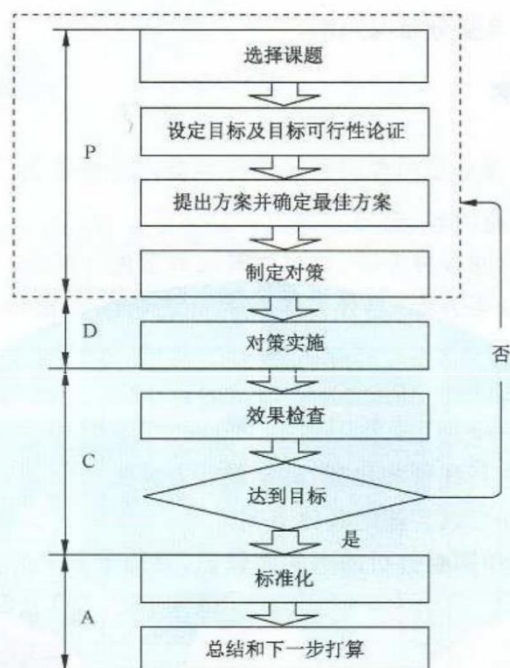 选择课题
设定目标及目标可行性论证
P
提出方案并确定最佳方案
制定对策
D
对策实施
否
效果检查
C
达到目标
是
标准化
A
总结和下一步打算